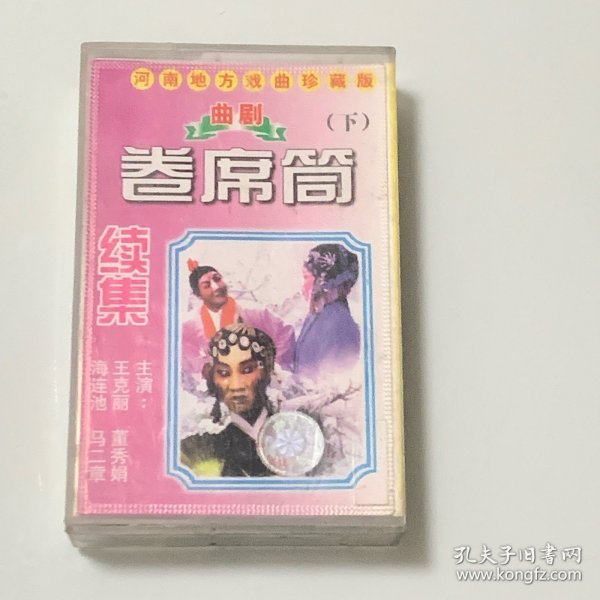 河南地方戏曲珍藏版
曲剧
（下）
卷席筒
续集
主演：
王克丽 董秀娟
海连池 马二章
孔夫子旧书网
www.kongfz.com